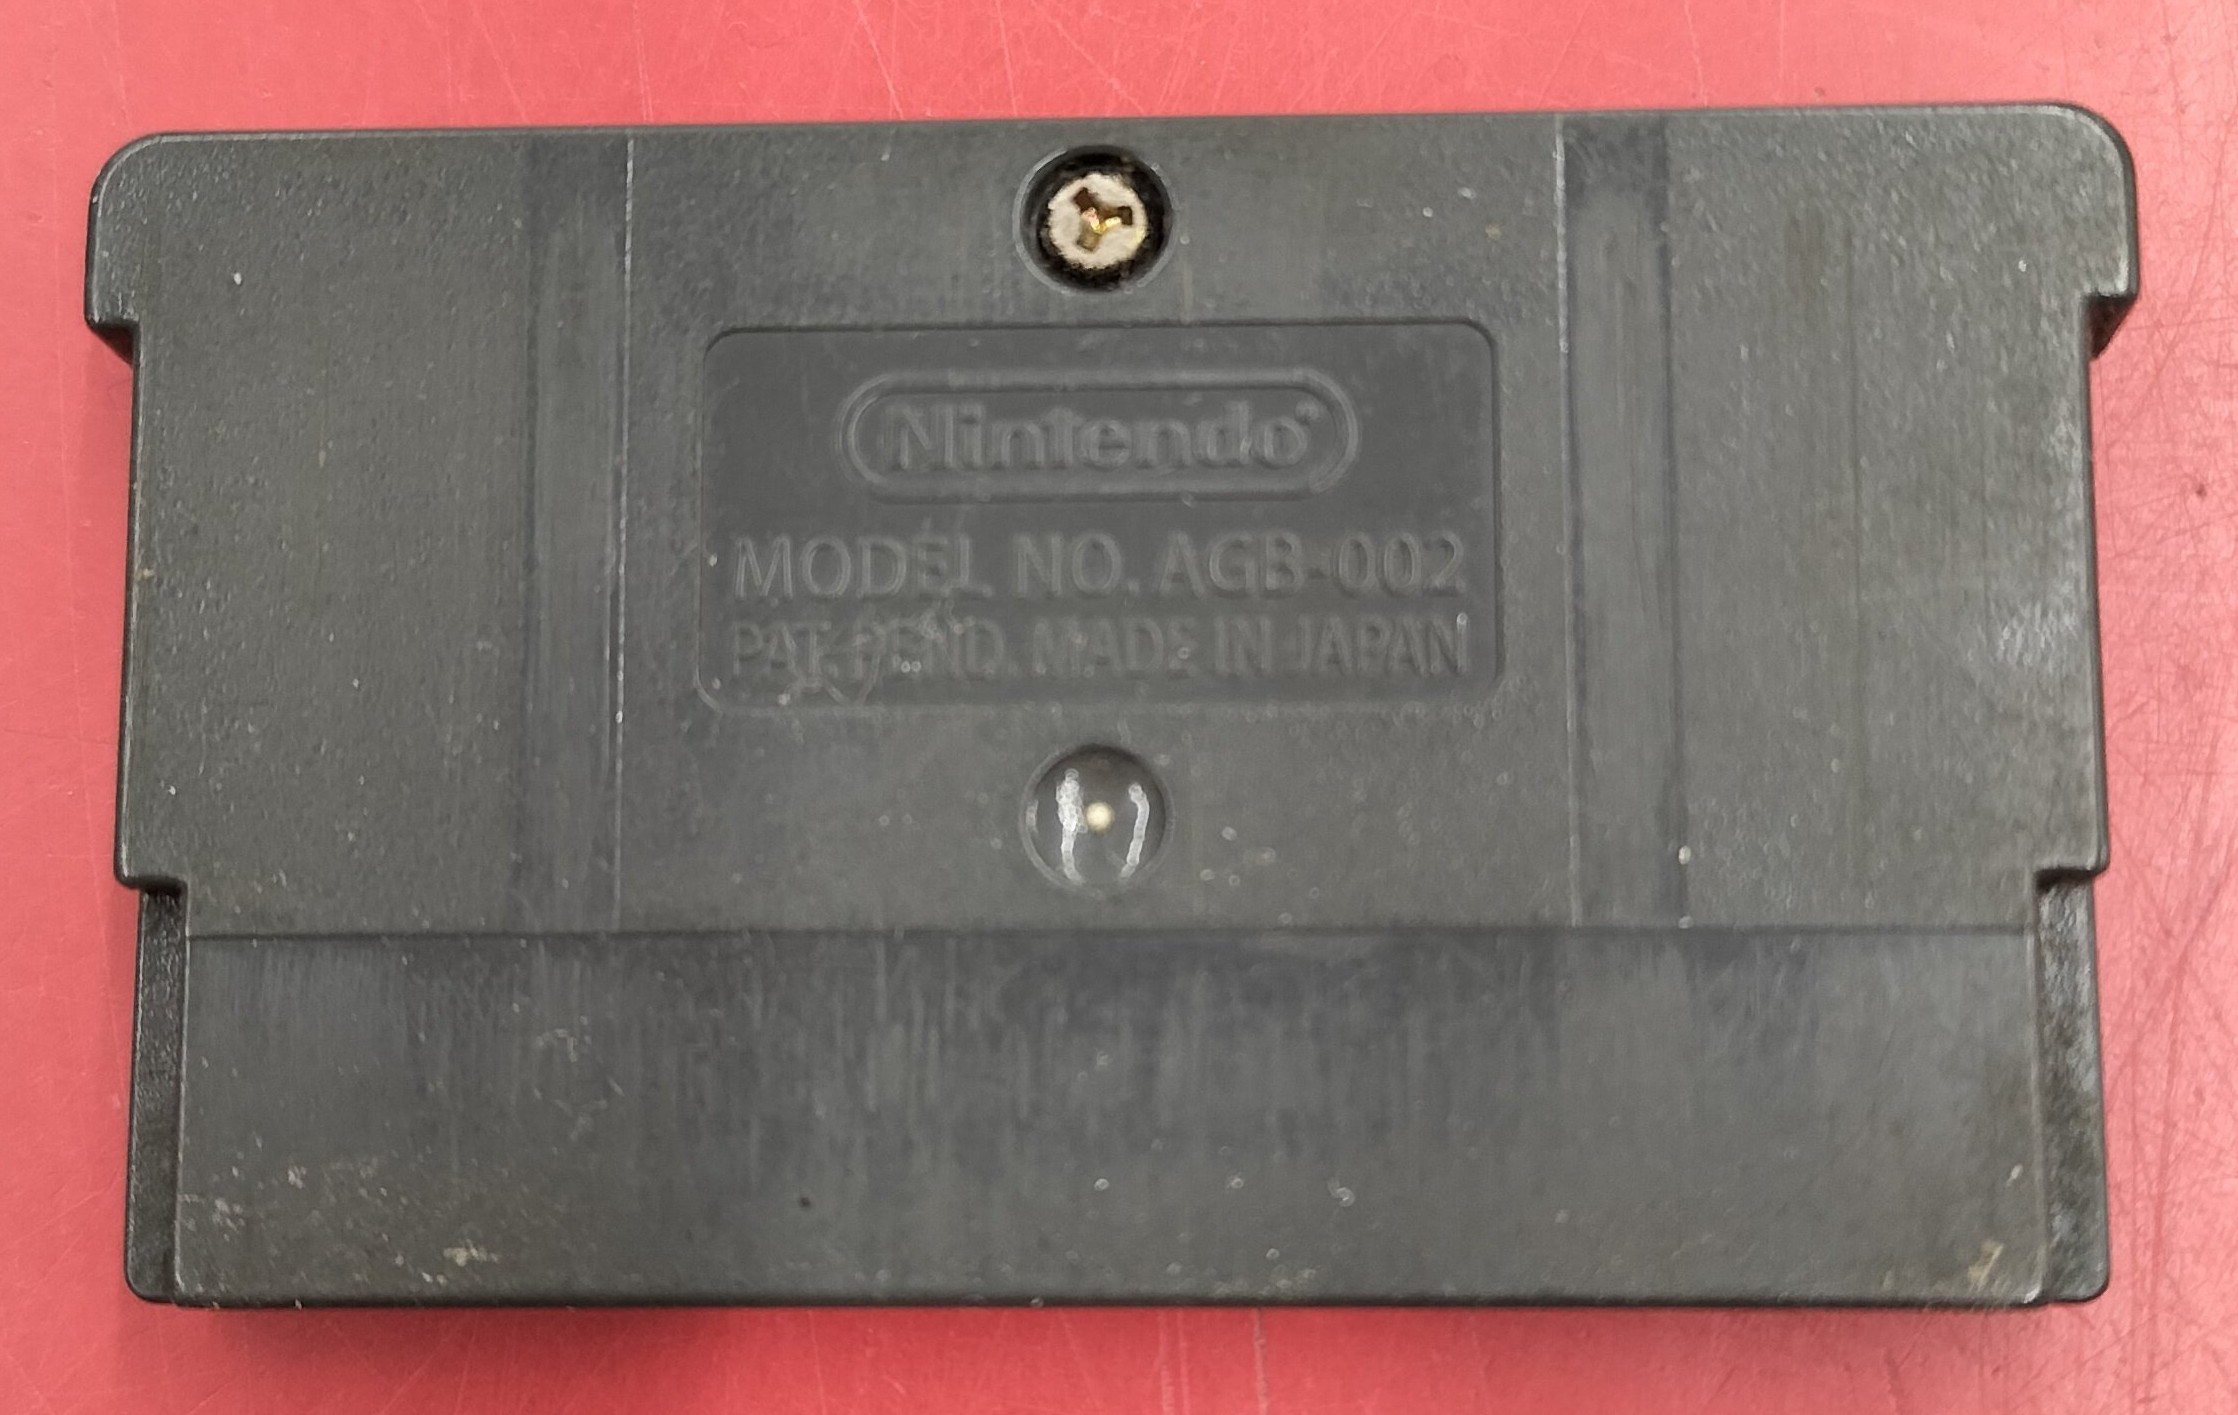 Nintendo®
MODEL NO. AGB-002
PAT. PEND. MADE IN JAPAN